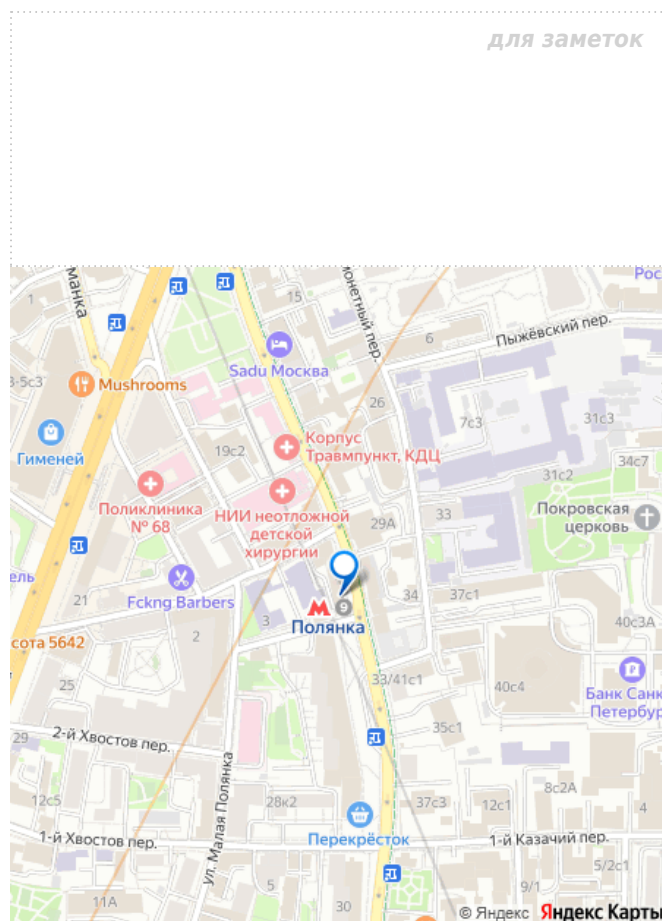 для заметок
манка
1
15
онетный пер.
Рос
6
Пыжёвский пер.
Sadu Москва
3-5с3
Mushrooms
26
7с3
31с3
Гименей
19с2
Корпус
Травмпункт, КДЦ
31с2
34с7
Поликлиника
№ 68
НИИ неотложной
детской
хирургии
29А
33
Покровская
церковь
ель
21
Fckng Barbers
3
9
Полянка
34
37с1
40с3А
сота 5642
2
25
33/41с1
40с4
Банк Санк
Петербур
29
2-й Хвостов пер.
35с1
ул. Малая Полянка
12с5
28к2
37с3
12с1
8с2А
4
1-й Хвостов пер.
Перекрёсток
1-й Казачий пер.
5/2с1
11А
5
30
9/1
© Яндекс Яндекс Карты